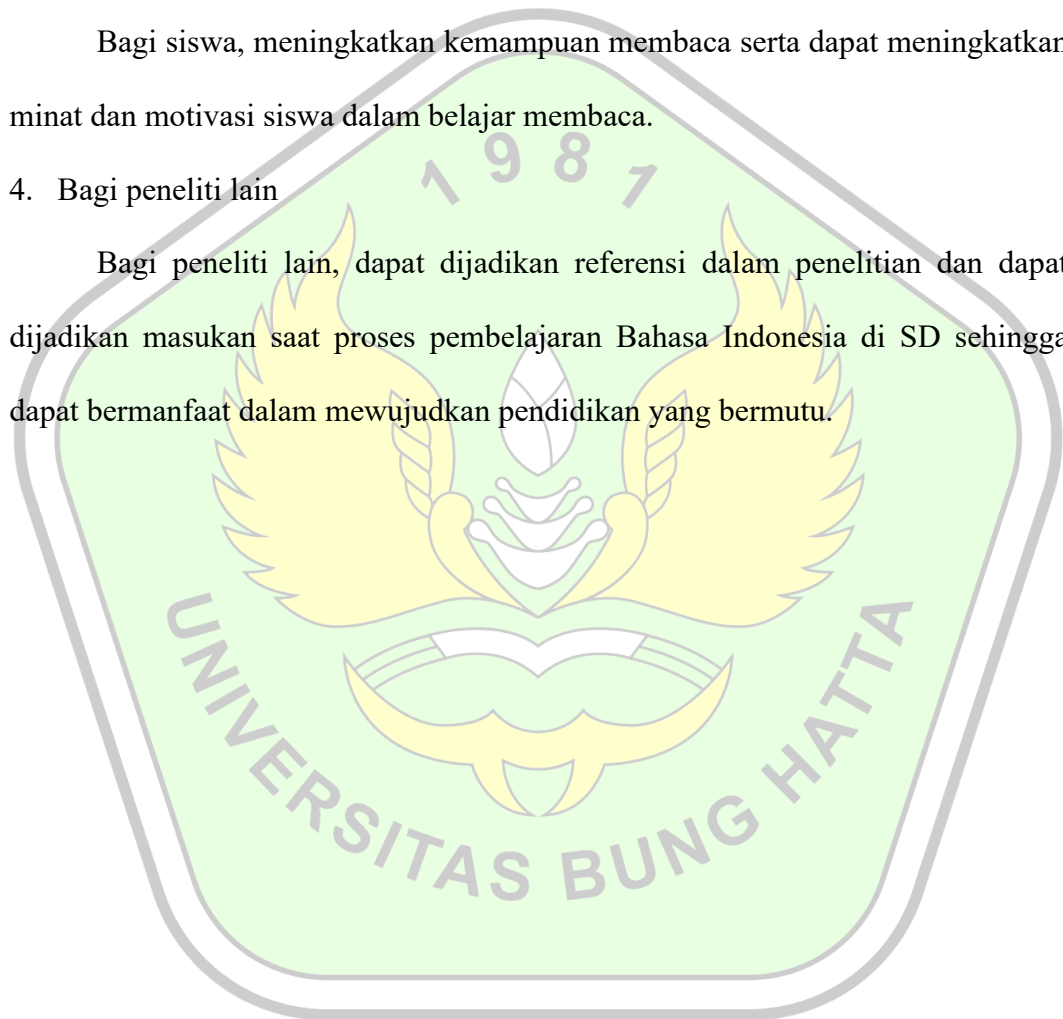 Bagi siswa, meningkatkan kemampuan membaca serta dapat meningkatkan
minat dan motivasi siswa dalam belajar membaca.
1981
4. Bagi peneliti lain
Bagi peneliti lain, dapat dijadikan referensi dalam penelitian dan dapat
dijadikan masukan saat proses pembelajaran Bahasa Indonesia di SD sehingga
dapat bermanfaat dalam mewujudkan pendidikan yang bermutu.
UNIVERSITAS BUNG HATTA